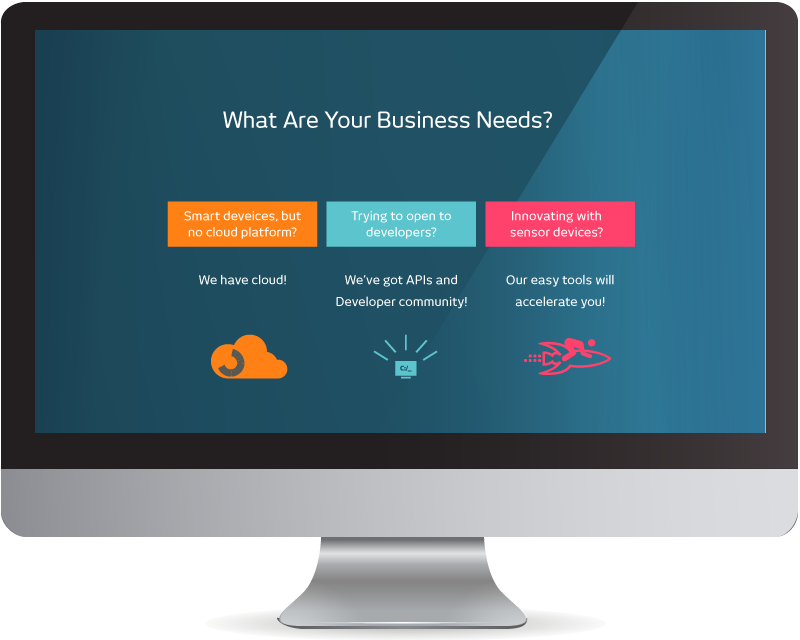 What Are Your Business Needs?
Smart deveices, but
no cloud platform?
Trying to open to
developers?
Innovating with
sensor devices?
We have cloud!
We've got APIs and
Developer community!
Our easy tools will
accelerate you!
C:/_